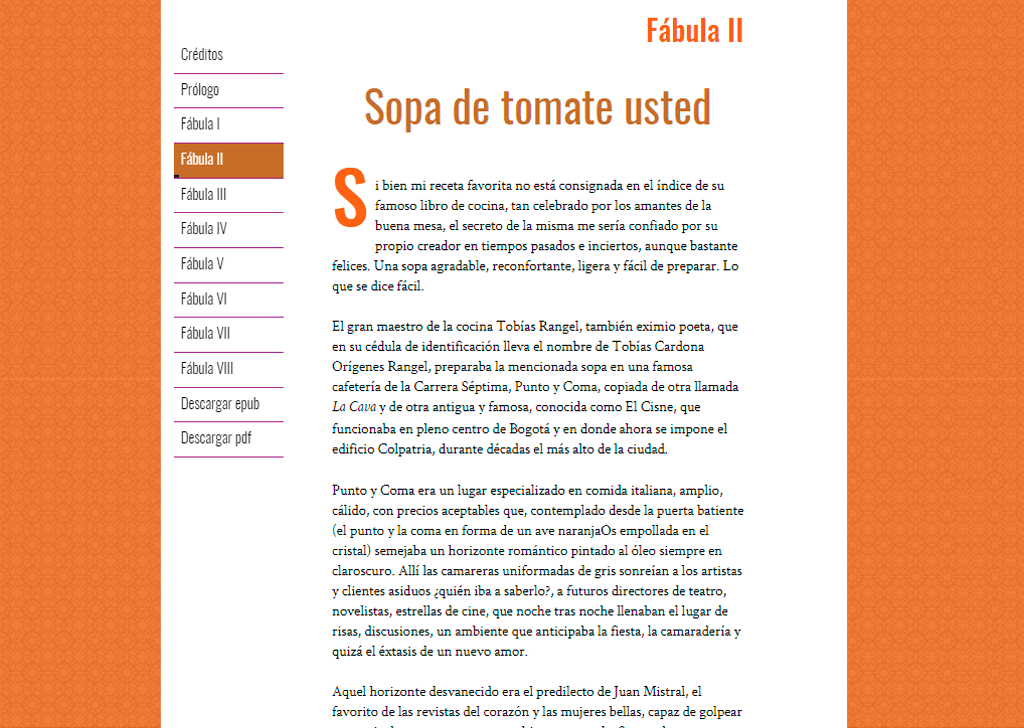 Fábula II
Créditos
Prólogo
Fábula I
Fábula II
Fábula III
Fábula IV
Fábula V
Fábula VI
Fábula VII
Fábula VIII
Descargar epub
Descargar pdf
Sopa de tomate usted
Si bien mi receta favorita no está consignada en el índice de su
famoso libro de cocina, tan celebrado por los amantes de la
buena mesa, el secreto de la misma me sería confiado por su
propio creador en tiempos pasados e inciertos, aunque bastante
felices. Una sopa agradable, reconfortante, ligera y fácil de preparar. Lo
que se dice fácil.
El gran maestro de la cocina Tobías Rangel, también eximio poeta, que
en su cédula de identificación lleva el nombre de Tobías Cardona
Orígenes Rangel, preparaba la mencionada sopa en una famosa
cafetería de la Carrera Séptima, Punto y Coma, copiada de otra llamada
La Cava y de otra antigua y famosa, conocida como El Cisne, que
funcionaba en pleno centro de Bogotá y en donde ahora se impone el
edificio Colpatria, durante décadas el más alto de la ciudad.
Punto y Coma era un lugar especializado en comida italiana, amplio,
cálido, con precios aceptables que, contemplado desde la puerta batiente
(el punto y la coma en forma de un ave naranjaOs empollada en el
cristal) semejaba un horizonte romántico pintado al óleo siempre en
claroscuro. Allí las camareras uniformadas de gris sonreían a los artistas
y clientes asiduos ¿quién iba a saberlo?, a futuros directores de teatro,
novelistas, estrellas de cine, que noche tras noche llenaban el lugar de
risas, discusiones, un ambiente que anticipaba la fiesta, la camaradería y
quizá el éxtasis de un nuevo amor.
Aquel horizonte desvanecido era el predilecto de Juan Mistral, el
favorito de las revistas del corazón y las mujeres bellas, capaz de golpear